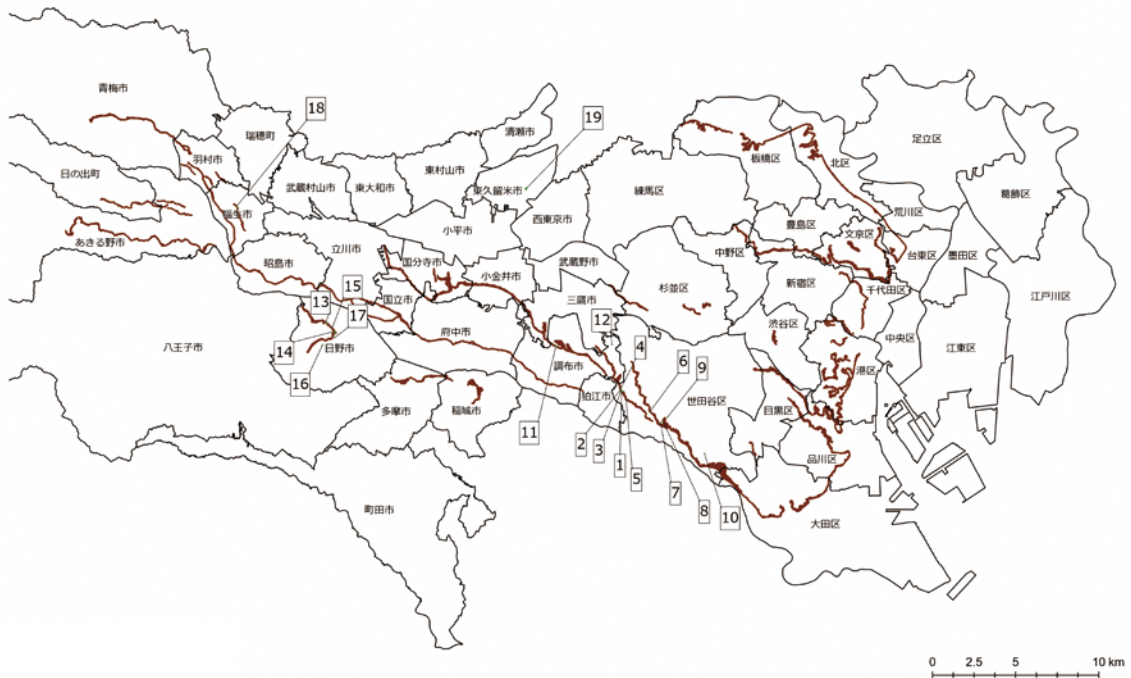 青梅市
瑞穂町
18
清瀬市
19
足立区
羽村市
板橋区
北区
日の出町
武蔵村山市
東大和市
東村山市
東久留米市
練馬区
葛飾区
福生市
西東京市
荒川区
あきる野市
小平市
豊島区
文京区
立川市
中野区
台東区
墨田区
昭島市
国分寺市
小金井市
武蔵野市
杉並区
新宿区
千代田区
江戸川区
15
国立市
三鷹市
13
17
12
渋谷区
八王子市
府中市
4
6
9
中央区
江東区
14
日野市
調布市
港区
16
狛江市
世田谷区
多摩市
稲城市
目黒区
11
2
3
1
5
7
8
10
品川区
町田市
大田区
0 2.5 5 10 km